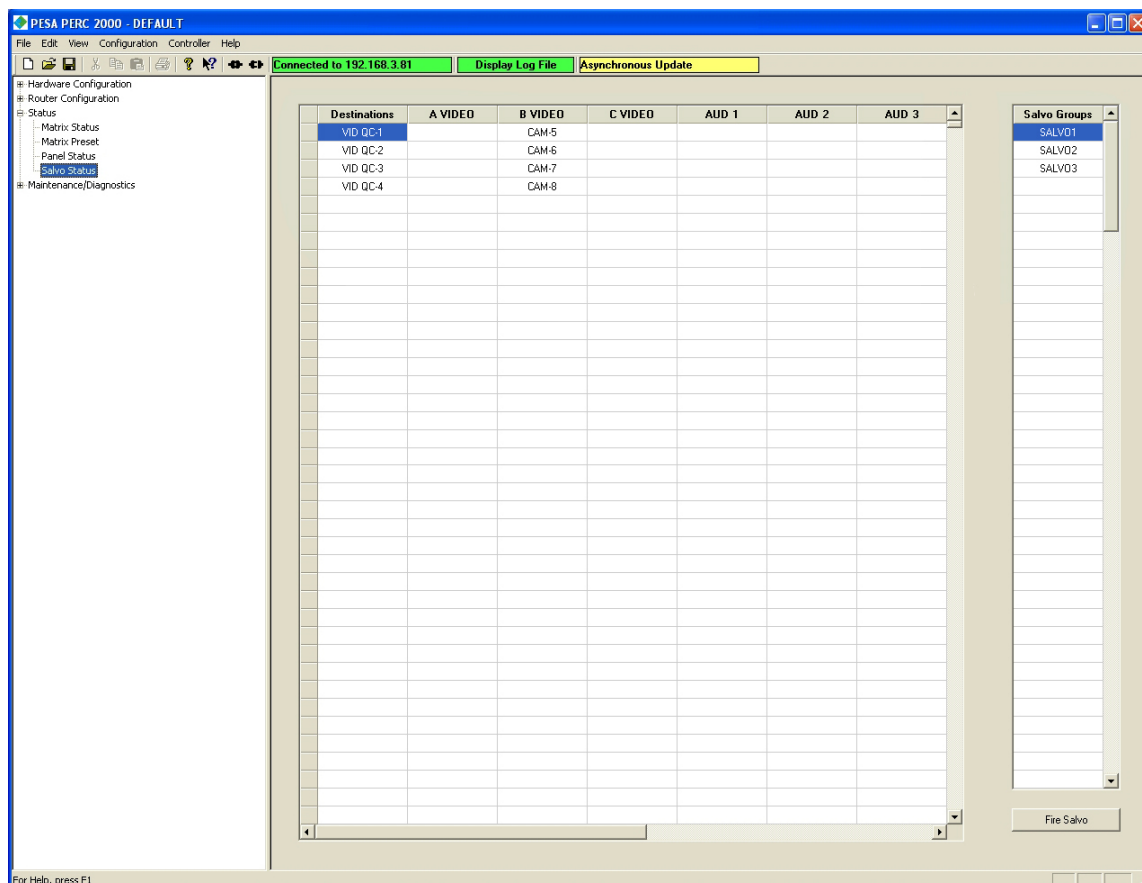 PESA PERC 2000 - DEFAULT
File Edit View Configuration Controller Help
Connected to 192.168.3.81 Display Log File Asynchronous Update
Hardware Configuration
Router Configuration
Status
Matrix Status
Matrix Preset
Panel Status
Salvo Status
Maintenance/Diagnostics
Destinations A VIDEO B VIDEO C VIDEO AUD 1 AUD 2 AUD 3
VID QC-1 CAM-5
VID QC-2 CAM-6
VID QC-3 CAM-7
VID QC-4 CAM-8
Salvo Groups
SALVO1
SALVO2
SALVO3
Fire Salvo
For Help, press F1